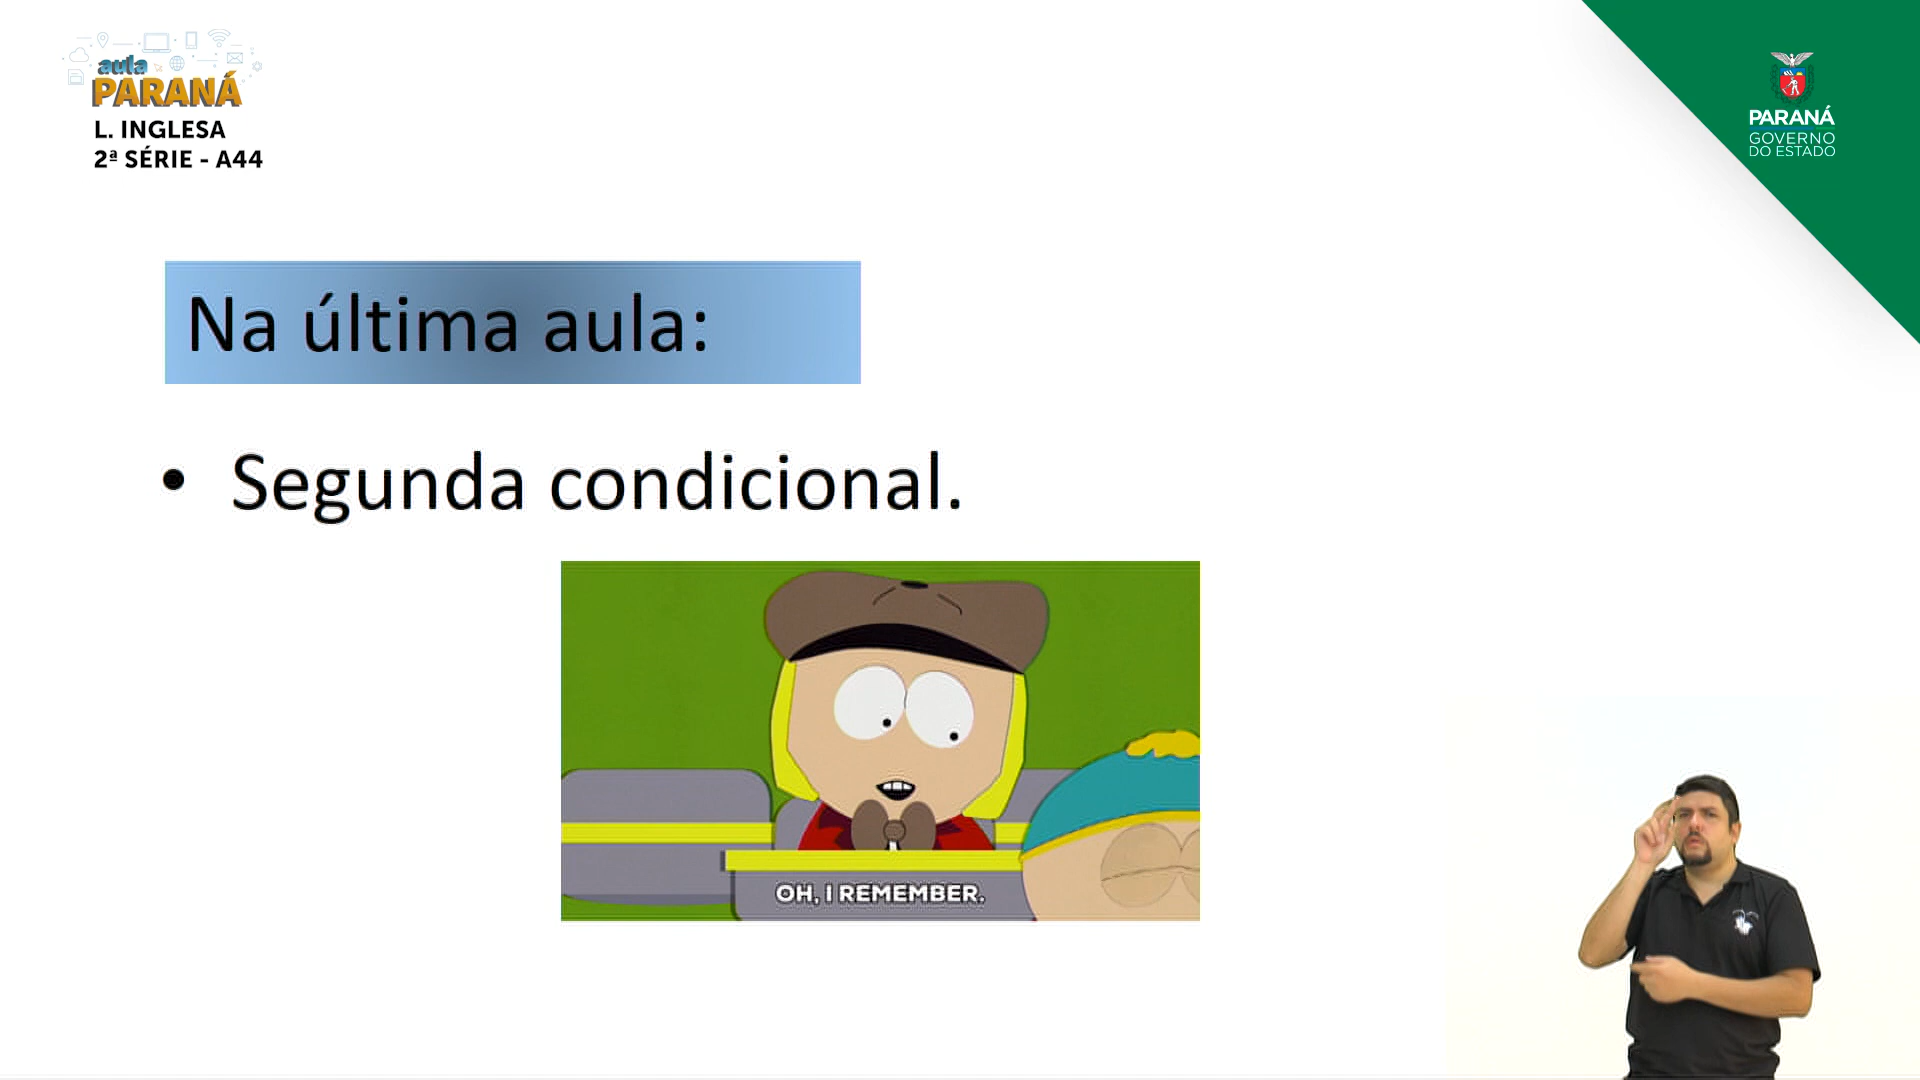 aula
PARANÁ
L. INGLESA
2ª SÉRIE - A44
PARANÁ
GOVERNO
DO ESTADO
Na última aula:
• Segunda condicional.
OH, I REMEMBER.